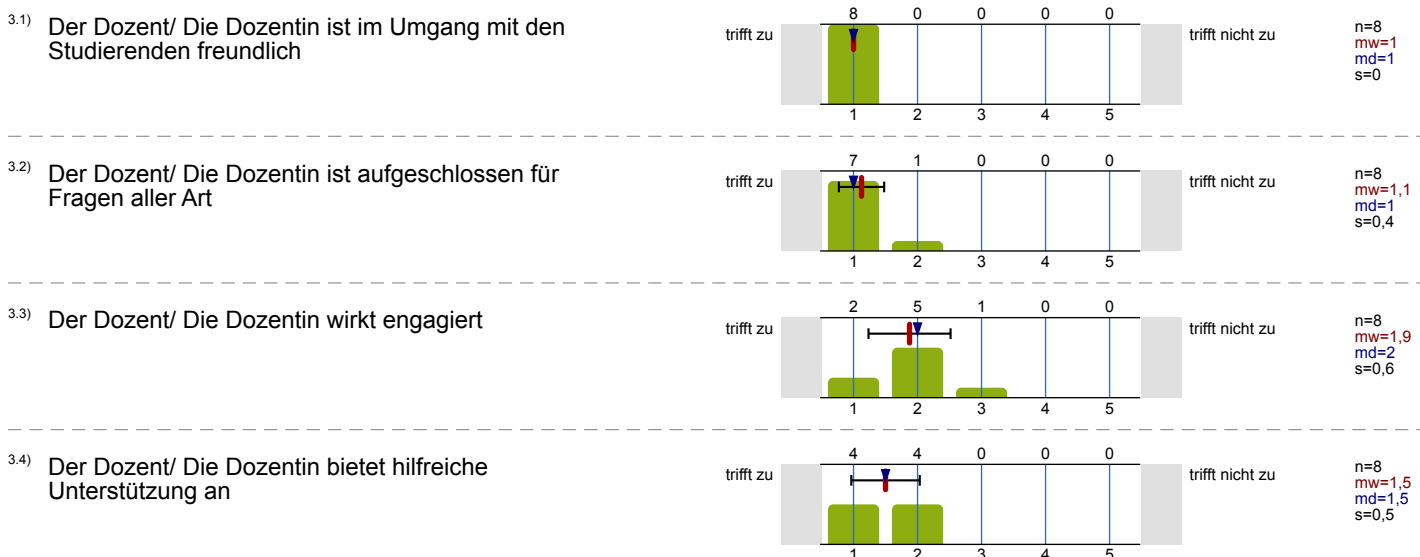 3.1) Der Dozent/ Die Dozentin ist im Umgang mit den
Studierenden freundlich
8 0 0 0 0
trifft zu
trifft nicht zu
1 2 3 4 5
n=8
mw=1
md=1
s=0
3.2) Der Dozent/ Die Dozentin ist aufgeschlossen für
Fragen aller Art
7 1 0 0 0
trifft zu
trifft nicht zu
1 2 3 4 5
n=8
mw=1,1
md=1
s=0,4
3.3) Der Dozent/ Die Dozentin wirkt engagiert
2 5 1 0 0
trifft zu
trifft nicht zu
1 2 3 4 5
n=8
mw=1,9
md=2
s=0,6
3.4) Der Dozent/ Die Dozentin bietet hilfreiche
Unterstützung an
4 4 0 0 0
trifft zu
trifft nicht zu
1 2 3 4 5
n=8
mw=1,5
md=1,5
s=0,5